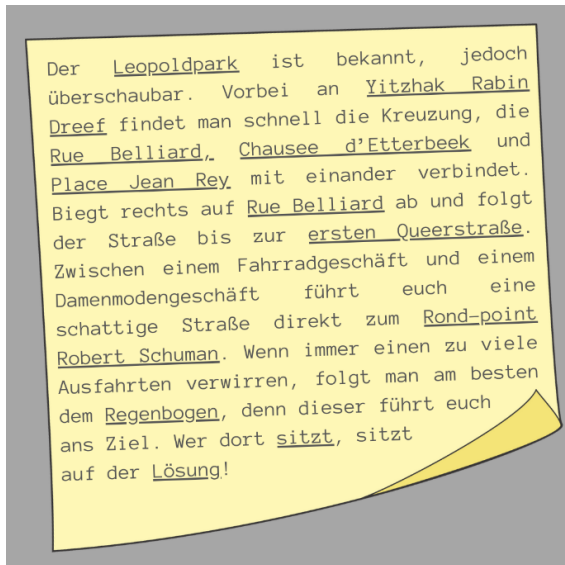 Der Leopoldpark ist bekannt, jedoch
überschaubar. Vorbei an Yitzhak Rabin
Dreef findet man schnell die Kreuzung, die
Rue Belliard, Chausee d’Etterbeek und
Place Jean Rey mit einander verbindet.
Biegt rechts auf Rue Belliard ab und folgt
der Straße bis zur ersten Queerstraße.
Zwischen einem Fahrradgeschäft und einem
Damenmodengeschäft führt euch eine
schattige Straße direkt zum Rond-point
Robert Schuman. Wenn immer einen zu viele
Ausfahrten verwirren, folgt man am besten
dem Regenbogen, denn dieser führt euch
ans Ziel. Wer dort sitzt, sitzt
auf der Lösung!